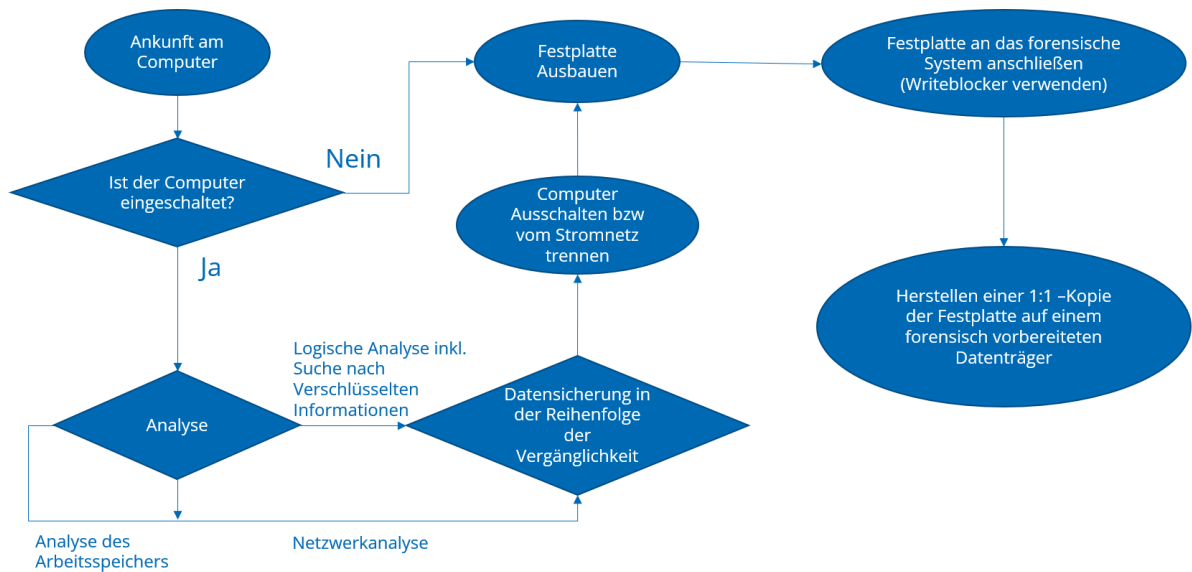 Ankunft am
Computer
Ist der Computer
eingeschaltet?
Nein
Ja
Analyse
Logische Analyse inkl.
Suche nach
Verschlüsselten
Informationen
Analyse des
Arbeitsspeichers
Netzwerkanalyse
Datensicherung in
der Reihenfolge
der
Vergänglichkeit
Computer
Ausschalten bzw
vom Stromnetz
trennen
Festplatte
Ausbauen
Festplatte an das forensische
System anschließen
(Writeblocker verwenden)
Herstellen einer 1:1 –Kopie
der Festplatte auf einem
forensisch vorbereiteten
Datenträger